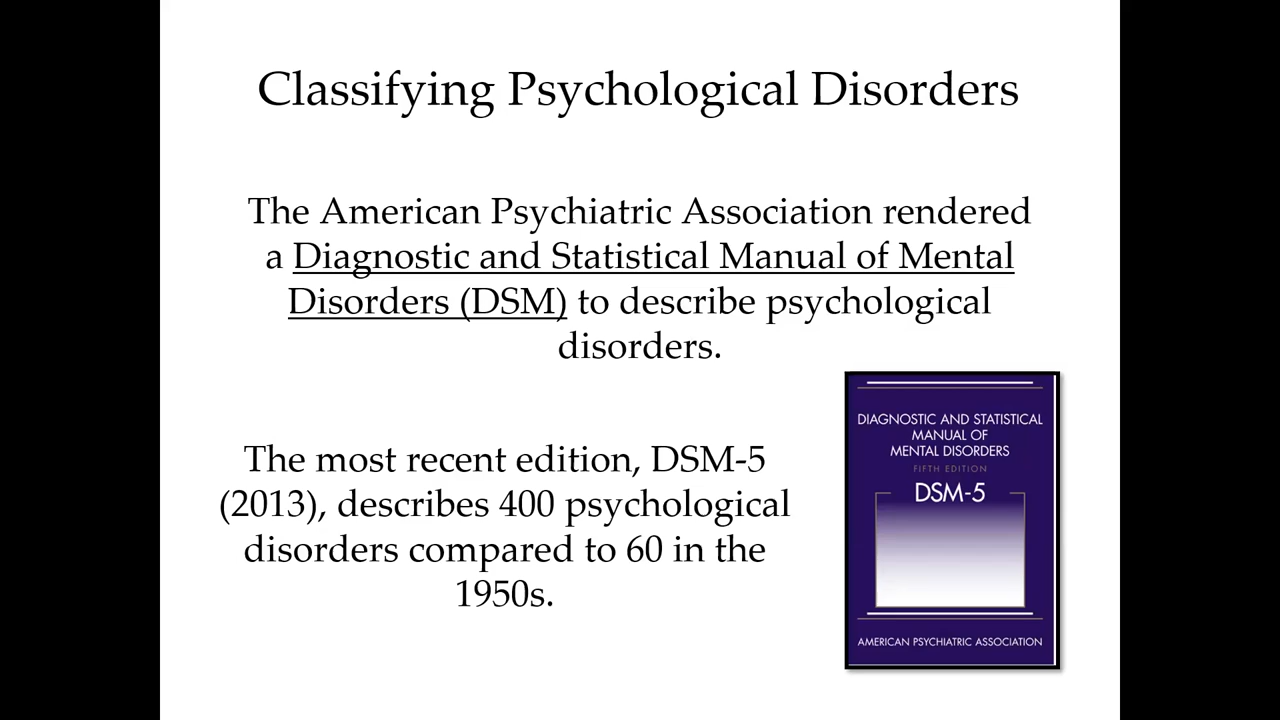 Classifying Psychological Disorders
The American Psychiatric Association rendered
a Diagnostic and Statistical Manual of Mental
Disorders (DSM) to describe psychological
disorders.
The most recent edition, DSM-5
(2013), describes 400 psychological
disorders compared to 60 in the
1950s.
DIAGNOSTIC AND STATISTICAL
MANUAL OF
MENTAL DISORDERS
FIFTH EDITION
DSM-5
AMERICAN PSYCHIATRIC ASSOCIATION